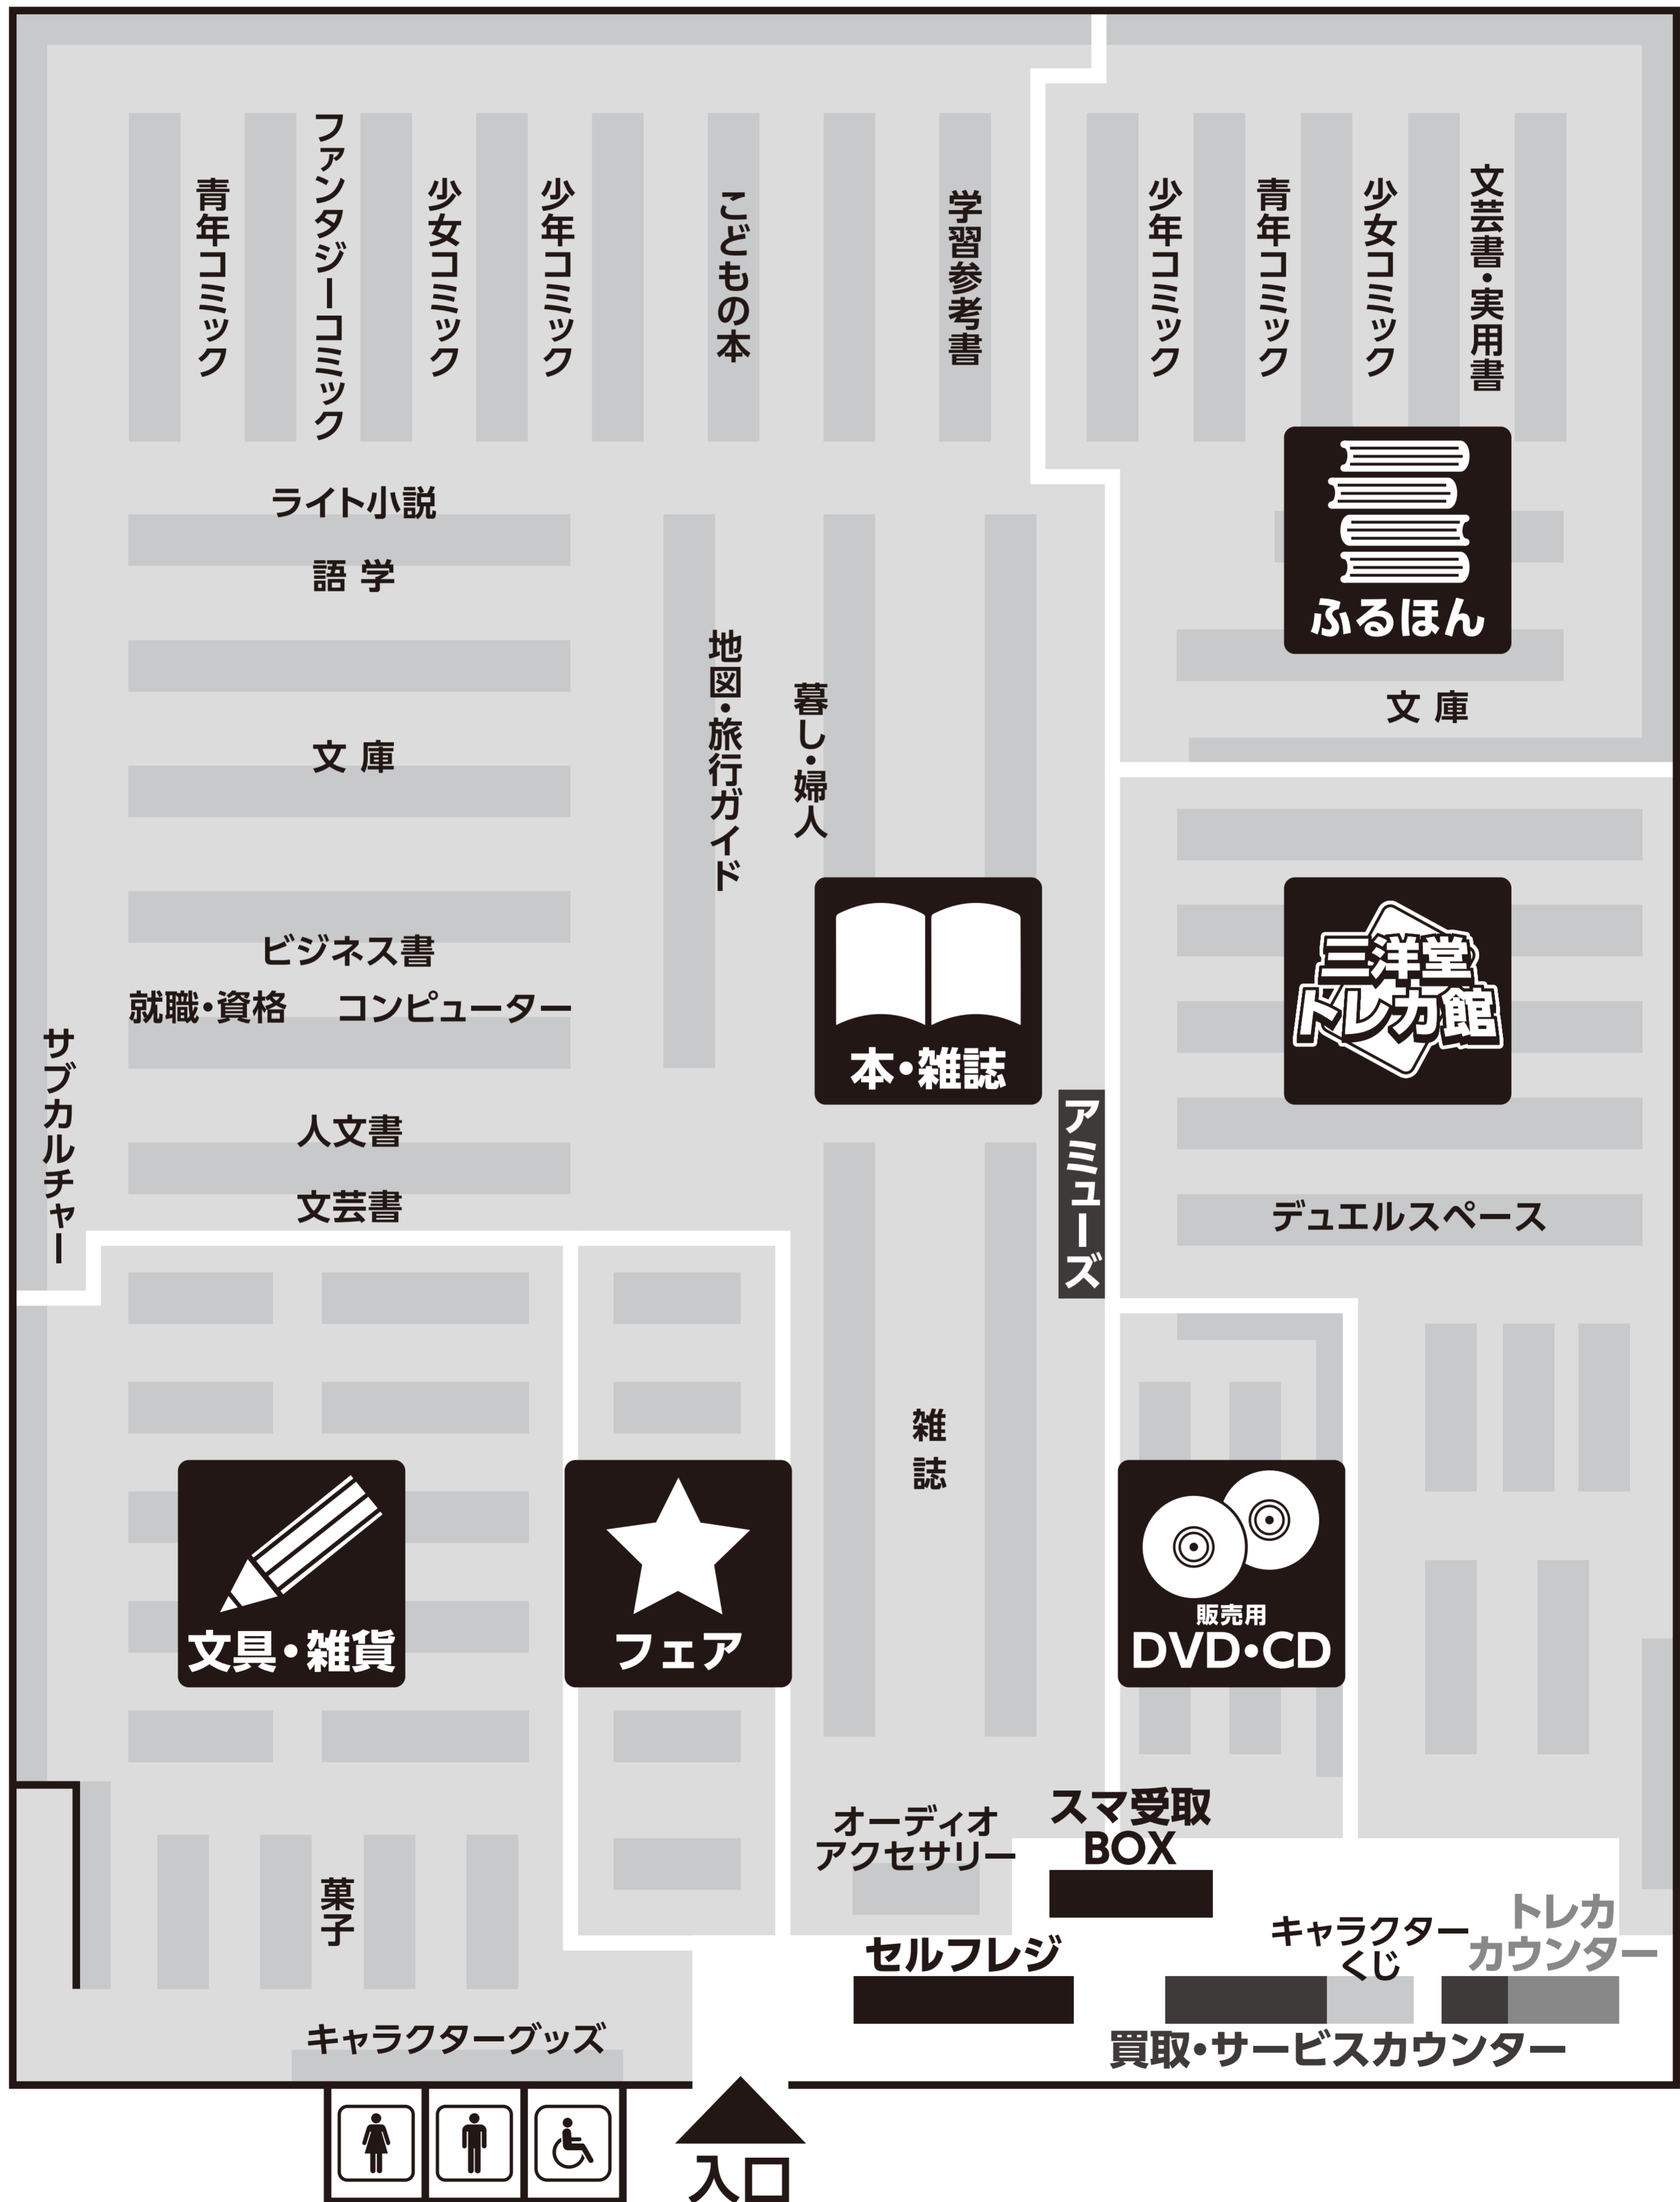 青年コミック
ファンタジーコミック
少女コミック
少年コミック
こどもの本
学習参考書
少年コミック
青年コミック
少女コミック
文芸書・実用書
ふるほん
文庫
ライト小説
語学
文庫
地図・旅行ガイド
暮し・婦人
ビジネス書
就職・資格
コンピューター
人文書
文芸書
サブカルチャー
本・雑誌
三洋堂
トレカ館
アミューズ
デュエルスペース
雑誌
文具・雑貨
フェア
販売用
DVD・CD
オーディオ
アクセサリー
スマ受取
BOX
菓子
セルフレジ
キャラクター
くじ
トレカ
カウンター
買取・サービスカウンター
キャラクターグッズ
入口